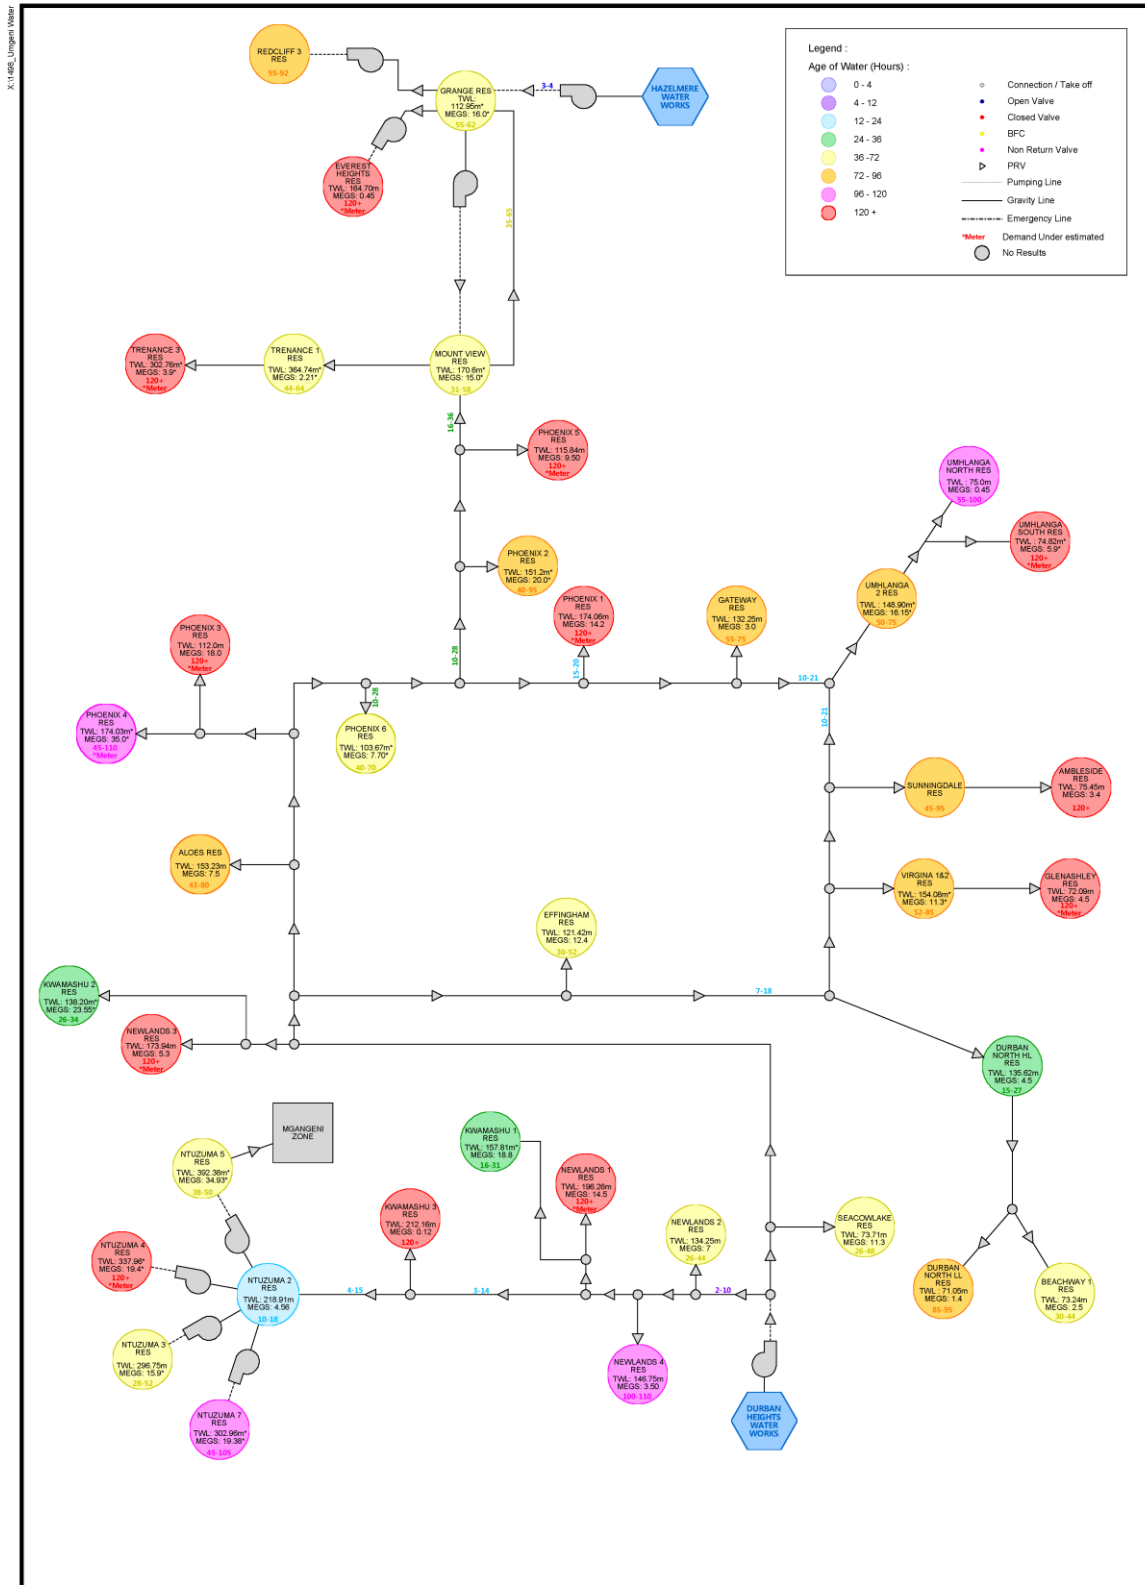 X:\1498_Umgeni Water
REDCLIFF 3
RES
55-92
GRANGE RES
TWL:
112.95m*
MEGS: 16.0*
55-62
3-4
HAZELMERE
WATER
WORKS
EVEREST
HEIGHTS
RES
TWL: 164.70m
MEGS: 0.45
120+
*Meter
35-65
Legend :
Age of Water (Hours) :
0 - 4
4 - 12
12 - 24
24 - 36
36 -72
72 - 96
96 - 120
120 +
Connection / Take off
Open Valve
Closed Valve
BFC
Non Return Valve
PRV
Pumping Line
Gravity Line
Emergency Line
*Meter Demand Under estimated
No Results
TRENANCE 3
RES
TWL: 302.76m*
MEGS: 3.9*
120+
*Meter
TRENANCE 1
RES
TWL: 364.74m*
MEGS: 2.21*
44-64
MOUNT VIEW
RES
TWL: 170.6m*
MEGS: 15.0*
31-58
16-36
PHOENIX 5
RES
TWL: 115.84m
MEGS: 9.50
120+
*Meter
UMHLANGA
NORTH RES
TWL : 75.0m
MEGS: 0.45
55-100
UMHLANGA
SOUTH RES
TWL : 74.82m*
MEGS: 5.9*
120+
*Meter
PHOENIX 2
RES
TWL: 151.2m*
MEGS: 20.0*
40-95
PHOENIX 1
RES
TWL: 174.06m
MEGS: 14.2
120+
*Meter
GATEWAY
RES
TWL: 132.25m
MEGS: 3.0
55-75
UMHLANGA
2 RES
TWL : 148.90m*
MEGS: 16.15*
50-75
PHOENIX 3
RES
TWL: 112.0m
MEGS: 18.0
120+
*Meter
10-28
15-20
10-21
10-28
10-21
PHOENIX 4
RES
TWL: 174.03m*
MEGS: 35.0*
45-110
*Meter
PHOENIX 6
RES
TWL: 103.67m*
MEGS: 7.70*
40-70
SUNNINGDALE
RES
45-95
AMBLESIDE
RES
TWL: 75.45m
MEGS: 3.4
120+
ALOES RES
TWL: 153.23m
MEGS: 7.5
43-80
VIRGINA 1&2
RES
TWL: 154.08m*
MEGS: 11.3*
52-85
GLENASHLEY
RES
TWL: 72.09m
MEGS: 4.5
120+
*Meter
EFFINGHAM
RES
TWL: 121.42m
MEGS: 12.4
30-52
KWAMASHU 2
RES
TWL: 138.20m*
MEGS: 23.55*
26-34
7-18
NEWLANDS 3
RES
TWL: 173.94m
MEGS: 5.3
120+
*Meter
DURBAN
NORTH HL
RES
TWL: 135.62m
MEGS: 4.5
15-27
MGANGENI
ZONE
KWAMASHU 1
RES
TWL: 157.81m*
MEGS: 18.8
16-31
NTUZUMA 5
RES
TWL: 392.38m*
MEGS: 34.93*
38-50
NEWLANDS 1
RES
TWL: 196.26m
MEGS: 14.5
120+
*Meter
KWAMASHU 3
RES
TWL: 212.16m
MEGS: 0.12
120+
NEWLANDS 2
RES
TWL: 134.25m
MEGS: 7
26-44
SEACOWLAKE
RES
TWL: 73.71m
MEGS: 11.3
26-48
NTUZUMA 4
RES
TWL: 337.96*
MEGS: 19.4*
120+
*Meter
NTUZUMA 2
RES
TWL: 218.91m
MEGS: 4.56
10-18
4-15
3-14
2-10
DURBAN
NORTH LL
RES
TWL : 71.05m
MEGS: 1.4
85-95
BEACHWAY 1
RES
TWL: 73.24m
MEGS: 2.5
30-44
NTUZUMA 3
RES
TWL: 296.75m
MEGS: 15.9*
28-52
NEWLANDS 4
RES
TWL: 146.75m
MEGS: 3.50
108-110
NTUZUMA 7
RES
TWL: 302.96m*
MEGS: 19.38*
45-105
DURBAN
HEIGHTS
WATER
WORKS